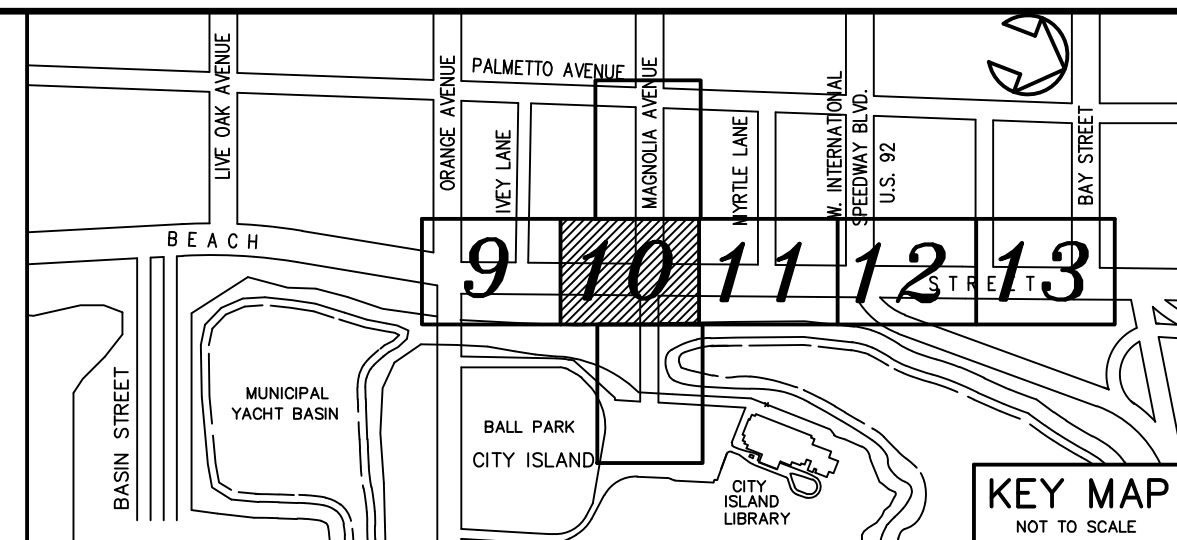 PALMETTO AVENUE
LIVE OAK AVENUE
ORANGE AVENUE
IVEY LANE
MAGNOLIA AVENUE
MYRTLE LANE
W. INTERNATIONAL
SPEEDWAY BLVD.
U.S. 92
BAY STREET
BEACH
STREET
9
10
11
12
13
BASIN STREET
MUNICIPAL
YACHT BASIN
BALL PARK
CITY ISLAND
CITY
ISLAND
LIBRARY
KEY MAP
NOT TO SCALE